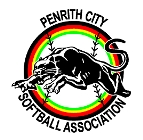 PENRITH CITY
SOFTBALL ASSOCIATION